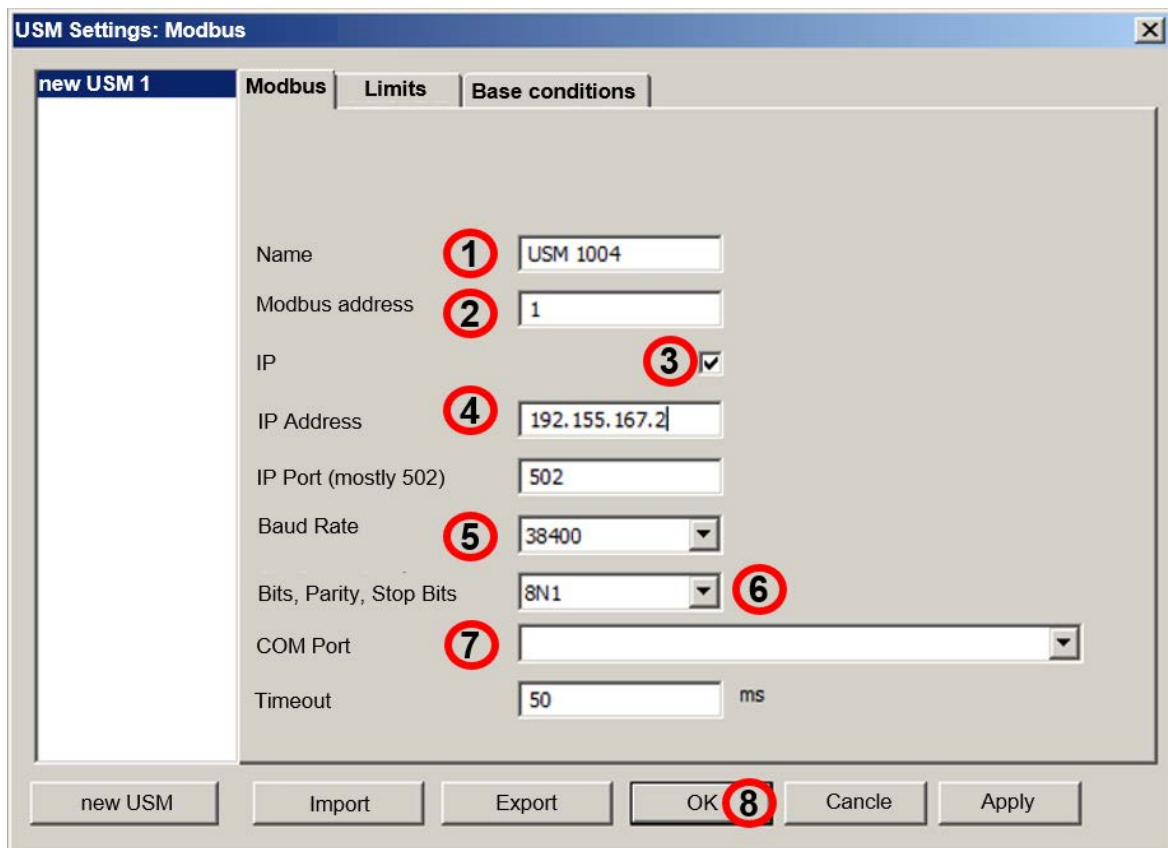 USM Settings: Modbus
new USM 1
Modbus Limits Base conditions
Name 1 USM 1004
Modbus address 2 1
IP 3
IP Address 4 192.155.167.2
IP Port (mostly 502) 502
Baud Rate 5 38400
Bits, Parity, Stop Bits 8N1 6
COM Port 7
Timeout 50 ms
new USM Import Export OK 8 Cancle Apply